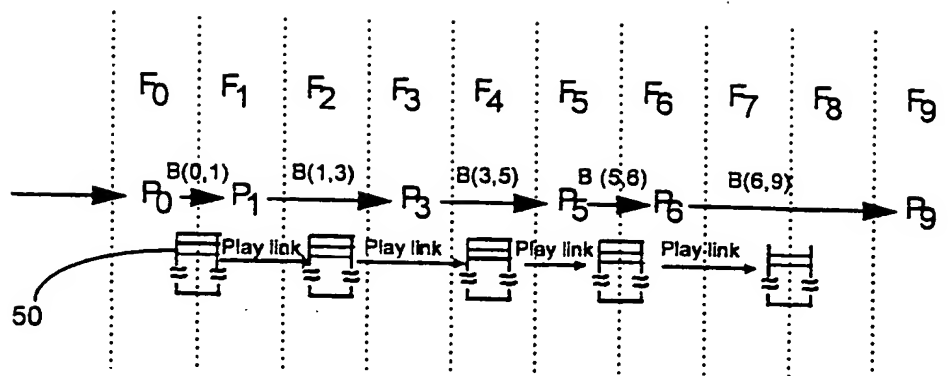 F0 F1 F2 F3 F4 F5 F6 F7 F8 F9
B(0,1) B(1,3) B(3,5) B (5,6) B(6,9)
P0 P1 P3 P5 P6 P9
Play link Play link Play link Play link
50